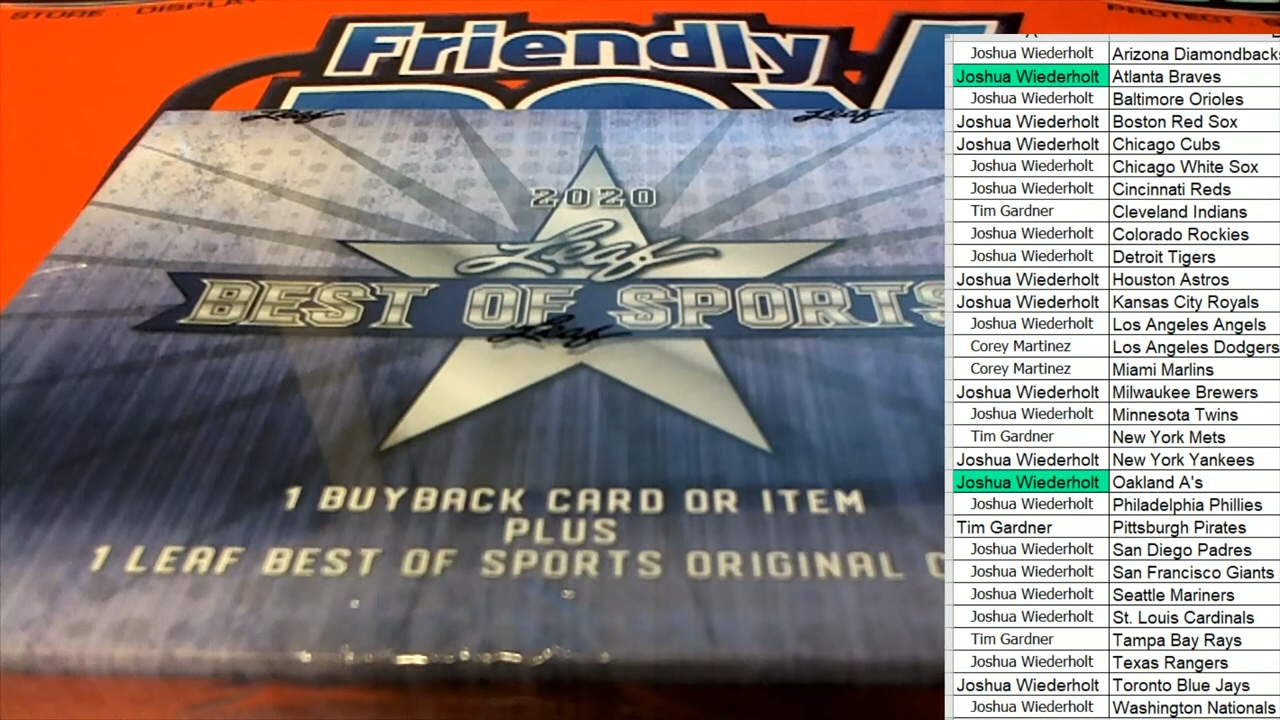 STORE . DISPLAY
PROTECT
Friendly
Leaf
Leaf
2020
Leaf
BEST OF SPORTS
Leaf
1 BUYBACK CARD OR ITEM
PLUS
1 LEAF BEST OF SPORTS ORIGINAL
Joshua Wiederholt Arizona Diamondbacks
Joshua Wiederholt Atlanta Braves
Joshua Wiederholt Baltimore Orioles
Joshua Wiederholt Boston Red Sox
Joshua Wiederholt Chicago Cubs
Joshua Wiederholt Chicago White Sox
Joshua Wiederholt Cincinnati Reds
Tim Gardner Cleveland Indians
Joshua Wiederholt Colorado Rockies
Joshua Wiederholt Detroit Tigers
Joshua Wiederholt Houston Astros
Joshua Wiederholt Kansas City Royals
Joshua Wiederholt Los Angeles Angels
Corey Martinez Los Angeles Dodgers
Corey Martinez Miami Marlins
Joshua Wiederholt Milwaukee Brewers
Joshua Wiederholt Minnesota Twins
Tim Gardner New York Mets
Joshua Wiederholt New York Yankees
Joshua Wiederholt Oakland A's
Joshua Wiederholt Philadelphia Phillies
Tim Gardner Pittsburgh Pirates
Joshua Wiederholt San Diego Padres
Joshua Wiederholt San Francisco Giants
Joshua Wiederholt Seattle Mariners
Joshua Wiederholt St. Louis Cardinals
Tim Gardner Tampa Bay Rays
Joshua Wiederholt Texas Rangers
Joshua Wiederholt Toronto Blue Jays
Joshua Wiederholt Washington Nationals